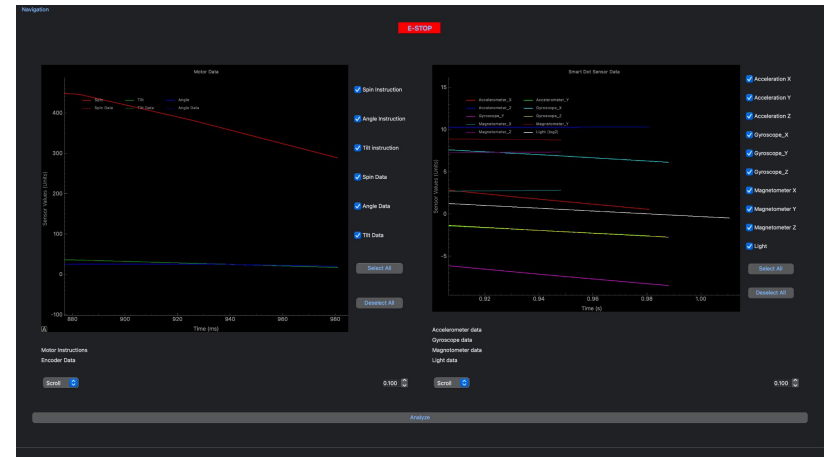 Navigation
E-STOP
Motor Data
Spin Tilt Angle
Spin Data Tilt Data Angle Data
400
300
200
100
0
-100
Sensor Values (Units)
880 900 920 940 960 980
Time (ms)
A
Spin Instruction
Angle Instruction
Tilt Instruction
Spin Data
Angle Data
Tilt Data
Select All
Deselect All
Motor Instructions
Encoder Data
Scroll
0.100
Smart Dot Sensor Data
Accelerometer_X Accelerometer_Y
Accelerometer_Z Gyroscope_X
Gyroscope_Y Gyroscope_Z
Magnetometer_X Magnetometer_Y
Magnetometer_Z Light (log2)
15
10
5
0
-5
Sensor Values (Units)
0.92 0.94 0.96 0.98 1.00
Time (s)
Acceleration X
Acceleration Y
Acceleration Z
Gyroscope_X
Gyroscope_Y
Gyroscope_Z
Magnetometer X
Magnetometer Y
Magnetometer Z
Light
Select All
Deselect All
Accelerometer data
Gyroscope data
Magnotometer data
Light data
Scroll
0.100
Analyze